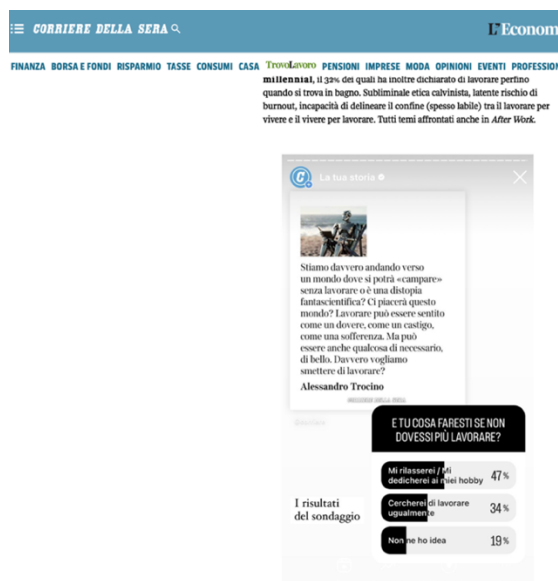 CORRIERE DELLA SERA
L'Econom
FINANZA BORSA E FONDI RISPARMIO TASSE CONSUMI CASA TrovoLavoro PENSIONI IMPRESE MODA OPINIONI EVENTI PROFESSION
millennial, il 32% dei quali ha inoltre dichiarato di lavorare perfino
quando si trova in bagno. Subliminale etica calvinista, latente rischio di
burnout, incapacità di delineare il confine (spesso labile) tra il lavorare per
vivere e il vivere per lavorare. Tutti temi affrontati anche in After Work.
La tua storia
Stiamo davvero andando verso
un mondo dove si potrà «campare»
senza lavorare o è una distopia
fantascientifica? Ci piacerà questo
mondo? Lavorare può essere sentito
come un dovere, come un castigo,
come una sofferenza. Ma può
essere anche qualcosa di necessario,
di bello. Davvero vogliamo
smettere di lavorare?
Alessandro Trocino
CORRIERE DELLA SERA
E TU COSA FARESTI SE NON
DOVESSI PIÙ LAVORARE?
Mi rilasserei / Mi
dedicherei ai miei hobby 47%
Cercherei di lavorare
ugualmente 34%
Non ne ho idea 19%
I risultati
del sondaggio